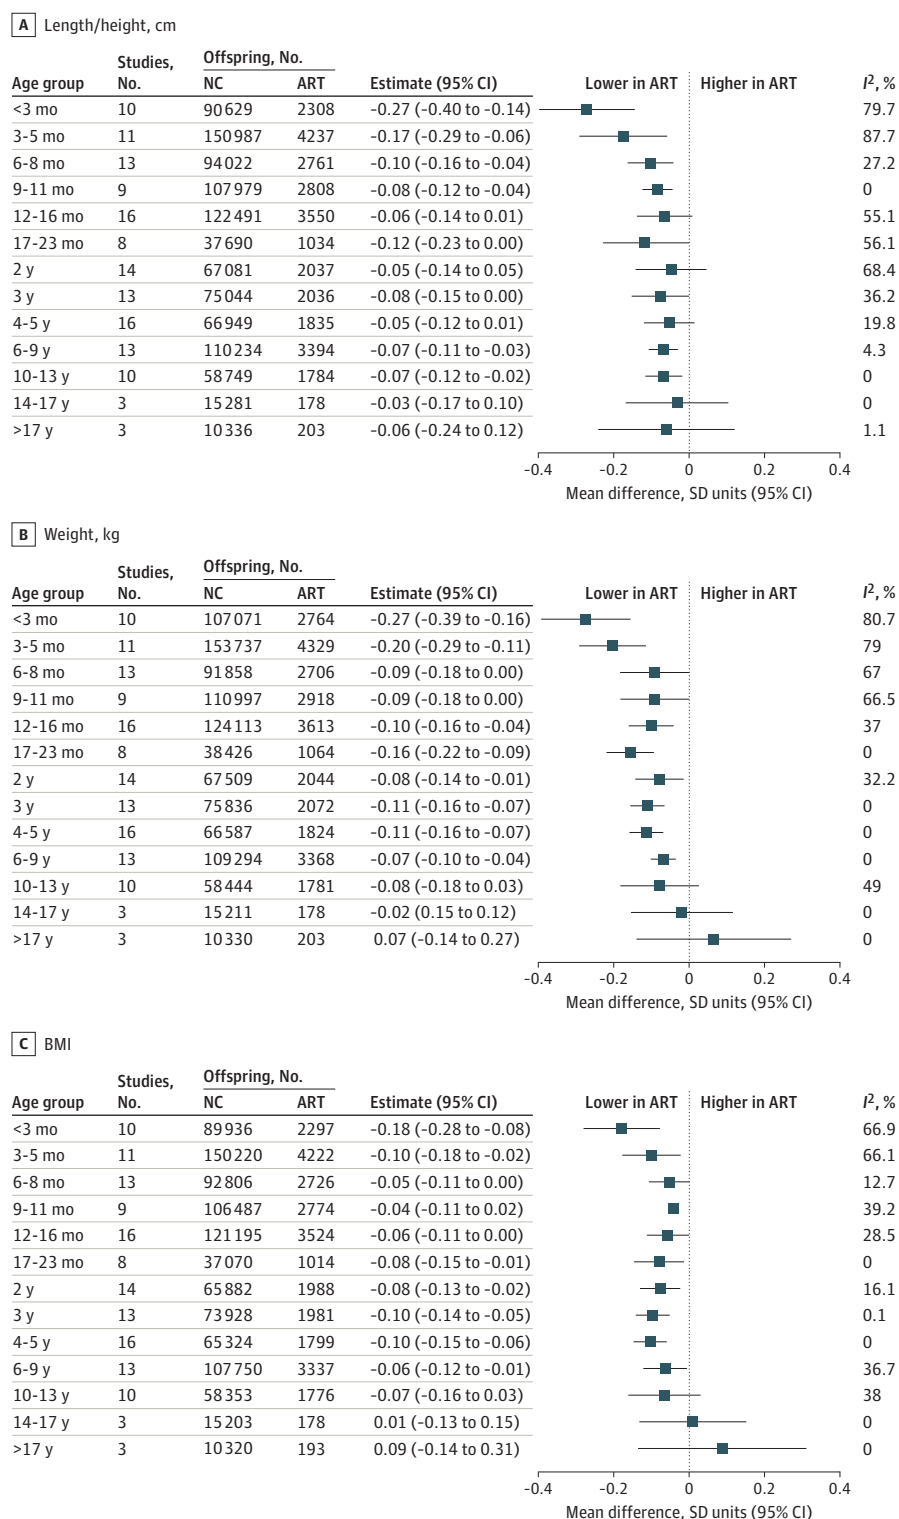 A Length/height, cm
Studies, Offspring, No.
Age group No. NC ART Estimate (95% CI) Lower in ART Higher in ART I², %
<3 mo 10 90629 2308 -0.27 (-0.40 to -0.14) 79.7
3-5 mo 11 150987 4237 -0.17 (-0.29 to -0.06) 87.7
6-8 mo 13 94022 2761 -0.10 (-0.16 to -0.04) 27.2
9-11 mo 9 107979 2808 -0.08 (-0.12 to -0.04) 0
12-16 mo 16 122491 3550 -0.06 (-0.14 to 0.01) 55.1
17-23 mo 8 37690 1034 -0.12 (-0.23 to 0.00) 56.1
2 y 14 67081 2037 -0.05 (-0.14 to 0.05) 68.4
3 y 13 75044 2036 -0.08 (-0.15 to 0.00) 36.2
4-5 y 16 66949 1835 -0.05 (-0.12 to 0.01) 19.8
6-9 y 13 110234 3394 -0.07 (-0.11 to -0.03) 4.3
10-13 y 10 58749 1784 -0.07 (-0.12 to -0.02) 0
14-17 y 3 15281 178 -0.03 (-0.17 to 0.10) 0
>17 y 3 10336 203 -0.06 (-0.24 to 0.12) 1.1
-0.4 -0.2 0 0.2 0.4
Mean difference, SD units (95% CI)
B Weight, kg
Studies, Offspring, No.
Age group No. NC ART Estimate (95% CI) Lower in ART Higher in ART I², %
<3 mo 10 107071 2764 -0.27 (-0.39 to -0.16) 80.7
3-5 mo 11 153737 4329 -0.20 (-0.29 to -0.11) 79
6-8 mo 13 91858 2706 -0.09 (-0.18 to 0.00) 67
9-11 mo 9 110997 2918 -0.09 (-0.18 to 0.00) 66.5
12-16 mo 16 124113 3613 -0.10 (-0.16 to -0.04) 37
17-23 mo 8 38426 1064 -0.16 (-0.22 to -0.09) 0
2 y 14 67509 2044 -0.08 (-0.14 to -0.01) 32.2
3 y 13 75836 2072 -0.11 (-0.16 to -0.07) 0
4-5 y 16 66587 1824 -0.11 (-0.16 to -0.07) 0
6-9 y 13 109294 3368 -0.07 (-0.10 to -0.04) 0
10-13 y 10 58444 1781 -0.08 (-0.18 to 0.03) 49
14-17 y 3 15211 178 -0.02 (0.15 to 0.12) 0
>17 y 3 10330 203 0.07 (-0.14 to 0.27) 0
-0.4 -0.2 0 0.2 0.4
Mean difference, SD units (95% CI)
C BMI
Studies, Offspring, No.
Age group No. NC ART Estimate (95% CI) Lower in ART Higher in ART I², %
<3 mo 10 89936 2297 -0.18 (-0.28 to -0.08) 66.9
3-5 mo 11 150220 4222 -0.10 (-0.18 to -0.02) 66.1
6-8 mo 13 92806 2726 -0.05 (-0.11 to 0.00) 12.7
9-11 mo 9 106487 2774 -0.04 (-0.11 to 0.02) 39.2
12-16 mo 16 121195 3524 -0.06 (-0.11 to 0.00) 28.5
17-23 mo 8 37070 1014 -0.08 (-0.15 to -0.01) 0
2 y 14 65882 1988 -0.08 (-0.13 to -0.02) 16.1
3 y 13 73928 1981 -0.10 (-0.14 to -0.05) 0.1
4-5 y 16 65324 1799 -0.10 (-0.15 to -0.06) 0
6-9 y 13 107750 3337 -0.06 (-0.12 to -0.01) 36.7
10-13 y 10 58353 1776 -0.07 (-0.16 to 0.03) 38
14-17 y 3 15203 178 0.01 (-0.13 to 0.15) 0
>17 y 3 10320 193 0.09 (-0.14 to 0.31) 0
-0.4 -0.2 0 0.2 0.4
Mean difference, SD units (95% CI)